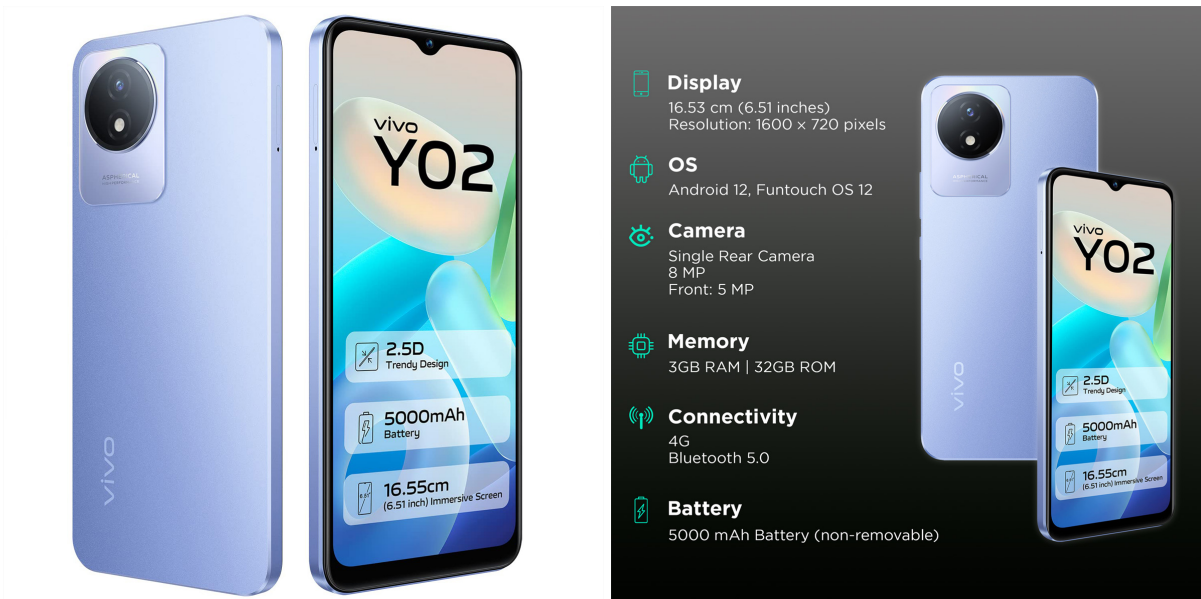 ASPHERICAL
vivo
vivo
Y02
2.5D
Trendy Design
5000mAh
Battery
16.55cm
(6.51 inch) Immersive Screen
Display
16.53 cm (6.51 inches)
Resolution: 1600 × 720 pixels
OS
Android 12, Funtouch OS 12
Camera
Single Rear Camera
8 MP
Front: 5 MP
Memory
3GB RAM | 32GB ROM
Connectivity
4G
Bluetooth 5.0
Battery
5000 mAh Battery (non-removable)
ASPHERICAL
vivo
vivo
Y02
2.5D
Trendy Design
5000mAh
Battery
16.55cm
(6.51 inch) Immersive Screen